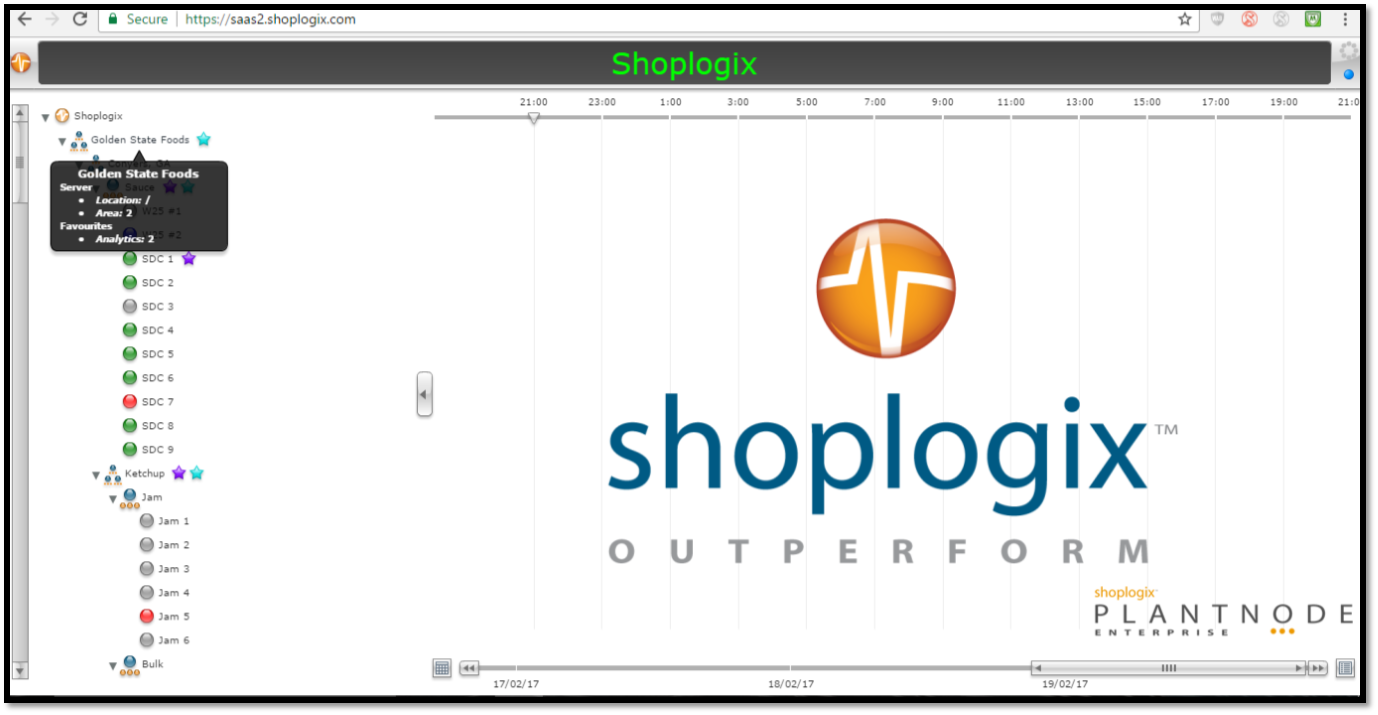 Secure | https://saas2.shoplogix.com
Shoplogix
21:00 23:00 1:00 3:00 5:00 7:00 9:00 11:00 13:00 15:00 17:00 19:00 21:0
Shoplogix
Golden State Foods
Golden State Foods
Server
Sauce
Location: /
W25 #1
Area: 2
Favourites
#2
Analytics: 2
SDC 1
SDC 2
SDC 3
SDC 4
SDC 5
SDC 6
SDC 7
SDC 8
SDC 9
Ketchup
Jam
Jam 1
Jam 2
Jam 3
Jam 4
Jam 5
Jam 6
Bulk
shoplogix™
OUTPERFORM
shoplogix
PLANTNODE
ENTERPRISE
17/02/17 18/02/17 19/02/17